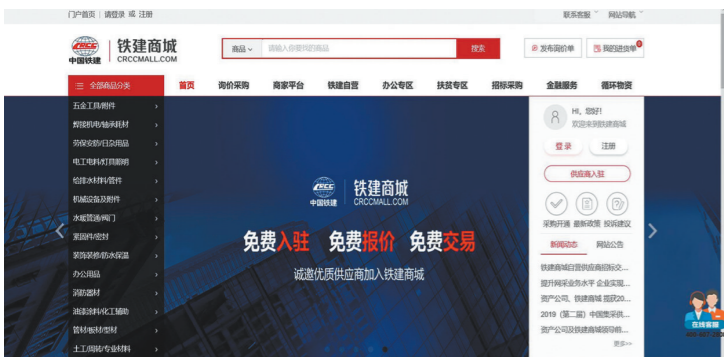 门户首页 | 请登录 或 注册
联系客服 网站导航
CRCC
中国铁建
铁建商城
CRCCMALL.COM
商品 请输入你要找的商品 搜索
发布询价单
我的进货单 0
全部商品分类 首页 询价采购 商家平台 铁建自营 办公专区 扶贫专区 招标采购 金融服务 循环物资
五金工具/附件
焊接机电/轴承耗材
劳保安防/日杂用品
电工电料/灯具照明
给排水材料/管件
机械设备及附件
水暖管道/阀门
紧固件/密封
装饰装修/防水保温
办公用品
消防器材
油漆涂料/化工辅助
管材/板材/型材
土工/周转/专业材料
CRCC
中国铁建
铁建商城
CRCCMALL.COM
免费入驻 免费报价 免费交易
诚邀优质供应商加入铁建商城
HI，您好!
欢迎来到铁建商城
登录 注册
供应商入驻
采购开通 最新政策 投诉建议
新闻动态 网站公告
铁建商城自营供应商招标交...
提升网采业务水平 企业实现...
资产公司、铁建商城 揽获20...
2019（第二届）中国集采供...
资产公司及铁建商城领导前...
更多>>
在线客服